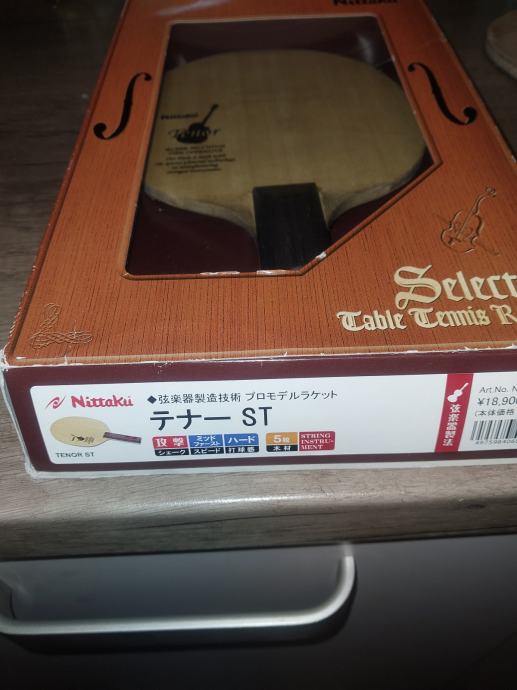 Nittaku
Nittaku
Tenor
Select
Table Tennis R
Nittaku
◆弦楽器製造技術 プロモデルラケット
テナー ST
TENOR ST
攻撃
シェーク
ミッド
ファースト
スピード
ハード
打球感
5枚
木材
STRING
INSTRU-
MENT
弦楽器製法
Art.No. N
¥18,90
(本体価格